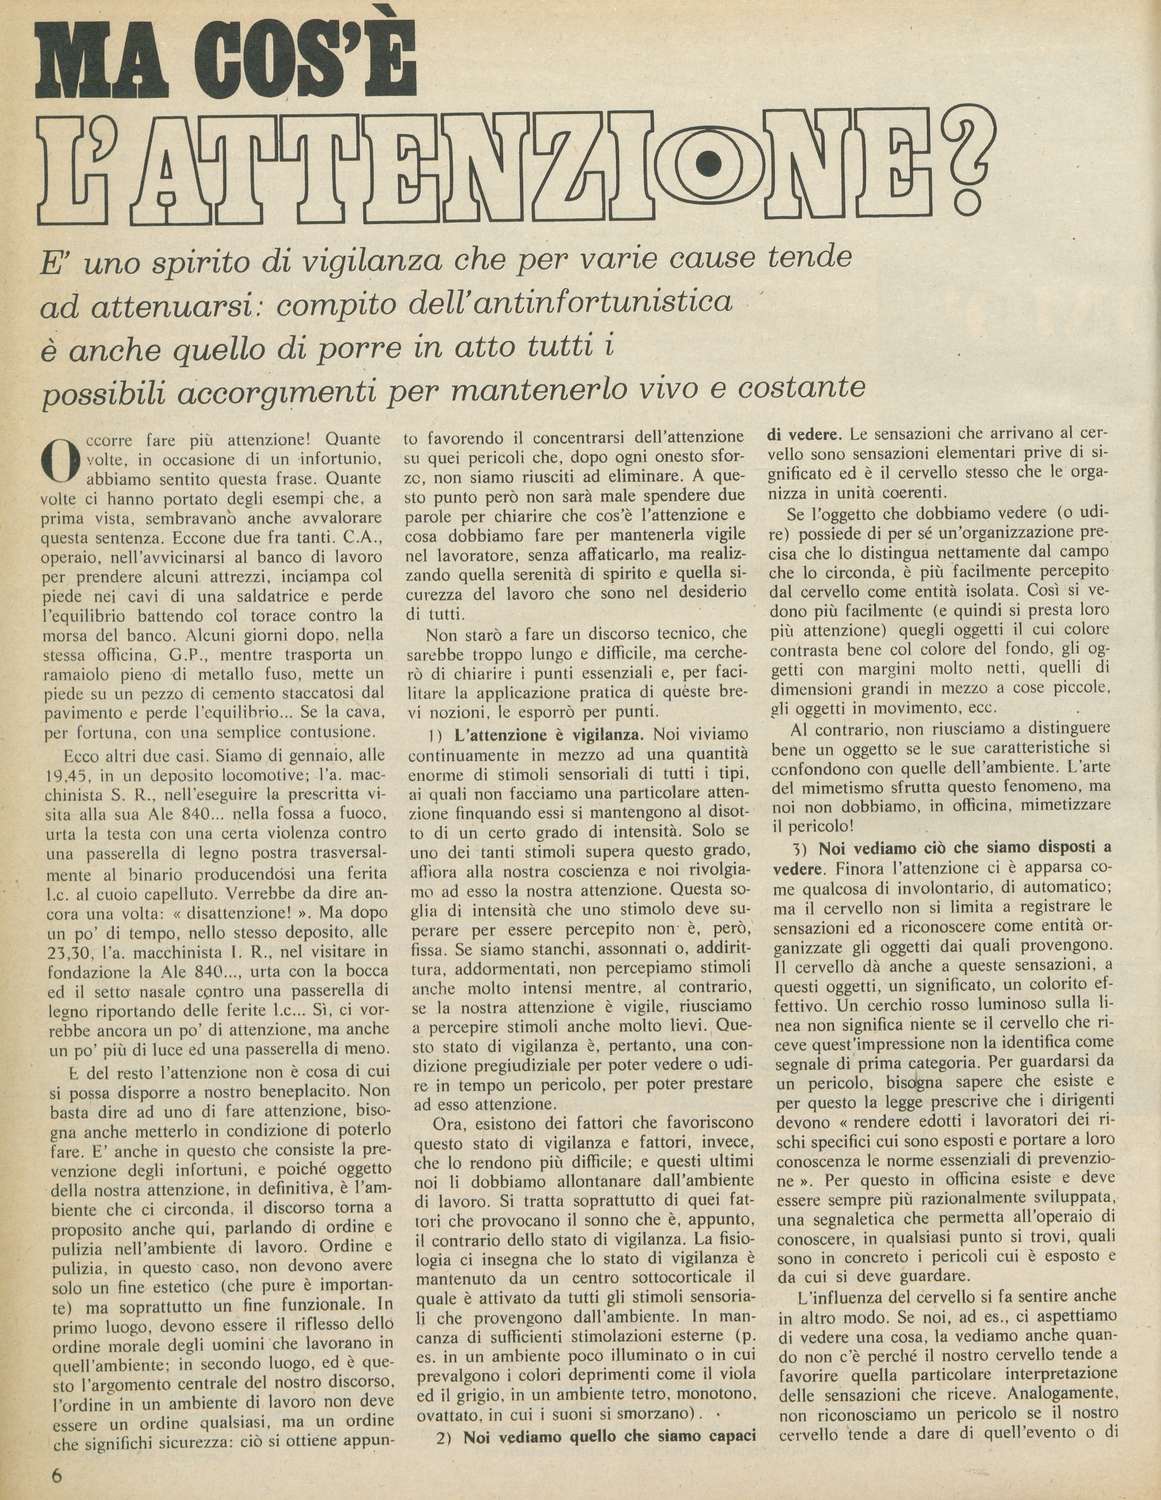 MA COS'È
L'ATTENZIONE?
E' uno spirito di vigilanza che per varie cause tende
ad attenuarsi: compito dell'antinfortunistica
è anche quello di porre in atto tutti i
possibili accorgimenti per mantenerlo vivo e costante
Occorre fare più attenzione! Quante
volte, in occasione di un infortunio,
abbiamo sentito questa frase. Quante
volte ci hanno portato degli esempi che, a
prima vista, sembravano anche avvalorare
questa sentenza. Eccone due fra tanti. C.A.,
operaio, nell'avvicinarsi al banco di lavoro
per prendere alcuni attrezzi, inciampa col
piede nei cavi di una saldatrice e perde
l'equilibrio battendo col torace contro la
morsa del banco. Alcuni giorni dopo, nella
stessa officina, G.P., mentre trasporta un
ramaiolo pieno di metallo fuso, mette un
piede su un pezzo di cemento staccatosi dal
pavimento e perde l'equilibrio... Se la cava,
per fortuna, con una semplice contusione.
Ecco altri due casi. Siamo di gennaio, alle
19,45, in un deposito locomotive; l'a. mac-
chinista S. R., nell'eseguire la prescritta vi-
sita alla sua Ale 840... nella fossa a fuoco,
urta la testa con una certa violenza contro
una passerella di legno postra trasversal-
mente al binario producendosi una ferita
l.c. al cuoio capelluto. Verrebbe da dire an-
cora una volta: « disattenzione! ». Ma dopo
un po' di tempo, nello stesso deposito, alle
23,30, l'a. macchinista I. R., nel visitare in
fondazione la Ale 840..., urta con la bocca
ed il setto nasale contro una passerella di
legno riportando delle ferite l.c... Sì, ci vor-
rebbe ancora un po' di attenzione, ma anche
un po' più di luce ed una passerella di meno.
E del resto l'attenzione non è cosa di cui
si possa disporre a nostro beneplacito. Non
basta dire ad uno di fare attenzione, biso-
gna anche metterlo in condizione di poterlo
fare. E' anche in questo che consiste la pre-
venzione degli infortuni, e poiché oggetto
della nostra attenzione, in definitiva, è l'am-
biente che ci circonda, il discorso torna a
proposito anche qui, parlando di ordine e
pulizia nell'ambiente di lavoro. Ordine e
pulizia, in questo caso, non devono avere
solo un fine estetico (che pure è importan-
te) ma soprattutto un fine funzionale. In
primo luogo, devono essere il riflesso dello
ordine morale degli uomini che lavorano in
quell'ambiente; in secondo luogo, ed è que-
sto l'argomento centrale del nostro discorso,
l'ordine in un ambiente di lavoro non deve
essere un ordine qualsiasi, ma un ordine
che significhi sicurezza: ciò si ottiene appun-
to favorendo il concentrarsi dell'attenzione
su quei pericoli che, dopo ogni onesto sfor-
zo, non siamo riusciti ad eliminare. A que-
sto punto però non sarà male spendere due
parole per chiarire che cos'è l'attenzione e
cosa dobbiamo fare per mantenerla vigile
nel lavoratore, senza affaticarlo, ma realiz-
zando quella serenità di spirito e quella si-
curezza del lavoro che sono nel desiderio
di tutti.
Non starò a fare un discorso tecnico, che
sarebbe troppo lungo e difficile, ma cerche-
rò di chiarire i punti essenziali e, per faci-
litare la applicazione pratica di queste bre-
vi nozioni, le esporrò per punti.
1) L'attenzione è vigilanza. Noi viviamo
continuamente in mezzo ad una quantità
enorme di stimoli sensoriali di tutti i tipi,
ai quali non facciamo una particolare atten-
zione finquando essi si mantengono al disot-
to di un certo grado di intensità. Solo se
uno dei tanti stimoli supera questo grado,
affiora alla nostra coscienza e noi rivolgia-
mo ad esso la nostra attenzione. Questa so-
glia di intensità che uno stimolo deve su-
perare per essere percepito non è, però,
fissa. Se siamo stanchi, assonnati o, addirit-
tura, addormentati, non percepiamo stimoli
anche molto intensi mentre, al contrario,
se la nostra attenzione è vigile, riusciamo
a percepire stimoli anche molto lievi. Que-
sto stato di vigilanza è, pertanto, una con-
dizione pregiudiziale per poter vedere o udi-
re in tempo un pericolo, per poter prestare
ad esso attenzione.
Ora, esistono dei fattori che favoriscono
questo stato di vigilanza e fattori, invece,
che lo rendono più difficile; e questi ultimi
noi li dobbiamo allontanare dall'ambiente
di lavoro. Si tratta soprattutto di quei fat-
tori che provocano il sonno che è, appunto,
il contrario dello stato di vigilanza. La fisio-
logia ci insegna che lo stato di vigilanza è
mantenuto da un centro sottocorticale il
quale è attivato da tutti gli stimoli sensoria-
li che provengono dall'ambiente. In man-
canza di sufficienti stimolazioni esterne (p.
es. in un ambiente poco illuminato o in cui
prevalgono i colori deprimenti come il viola
ed il grigio, in un ambiente tetro, monotono,
ovattato, in cui i suoni si smorzano).
2) Noi vediamo quello che siamo capaci
di vedere. Le sensazioni che arrivano al cer-
vello sono sensazioni elementari prive di si-
gnificato ed è il cervello stesso che le orga-
nizza in unità coerenti.
Se l'oggetto che dobbiamo vedere (o udi-
re) possiede di per sé un'organizzazione pre-
cisa che lo distingua nettamente dal campo
che lo circonda, è più facilmente percepito
dal cervello come entità isolata. Così si ve-
dono più facilmente (e quindi si presta loro
più attenzione) quegli oggetti il cui colore
contrasta bene col colore del fondo, gli og-
getti con margini molto netti, quelli di
dimensioni grandi in mezzo a cose piccole,
gli oggetti in movimento, ecc.
Al contrario, non riusciamo a distinguere
bene un oggetto se le sue caratteristiche si
confondono con quelle dell'ambiente. L'arte
del mimetismo sfrutta questo fenomeno, ma
noi non dobbiamo, in officina, mimetizzare
il pericolo!
3) Noi vediamo ciò che siamo disposti a
vedere. Finora l'attenzione ci è apparsa co-
me qualcosa di involontario, di automatico;
ma il cervello non si limita a registrare le
sensazioni ed a riconoscere come entità or-
ganizzate gli oggetti dai quali provengono.
Il cervello dà anche a queste sensazioni, a
questi oggetti, un significato, un colorito ef-
fettivo. Un cerchio rosso luminoso sulla li-
nea non significa niente se il cervello che ri-
ceve quest'impressione non la identifica come
segnale di prima categoria. Per guardarsi da
un pericolo, bisogna sapere che esiste e
per questo la legge prescrive che i dirigenti
devono « rendere edotti i lavoratori dei ri-
schi specifici cui sono esposti e portare a loro
conoscenza le norme essenziali di prevenzio-
ne ». Per questo in officina esiste e deve
essere sempre più razionalmente sviluppata,
una segnaletica che permetta all'operaio di
conoscere, in qualsiasi punto si trovi, quali
sono in concreto i pericoli cui è esposto e
da cui si deve guardare.
L'influenza del cervello si fa sentire anche
in altro modo. Se noi, ad es., ci aspettiamo
di vedere una cosa, la vediamo anche quan-
do non c'è perché il nostro cervello tende a
favorire quella particolare interpretazione
delle sensazioni che riceve. Analogamente,
non riconosciamo un pericolo se il nostro
cervello tende a dare di quell'evento o di
6